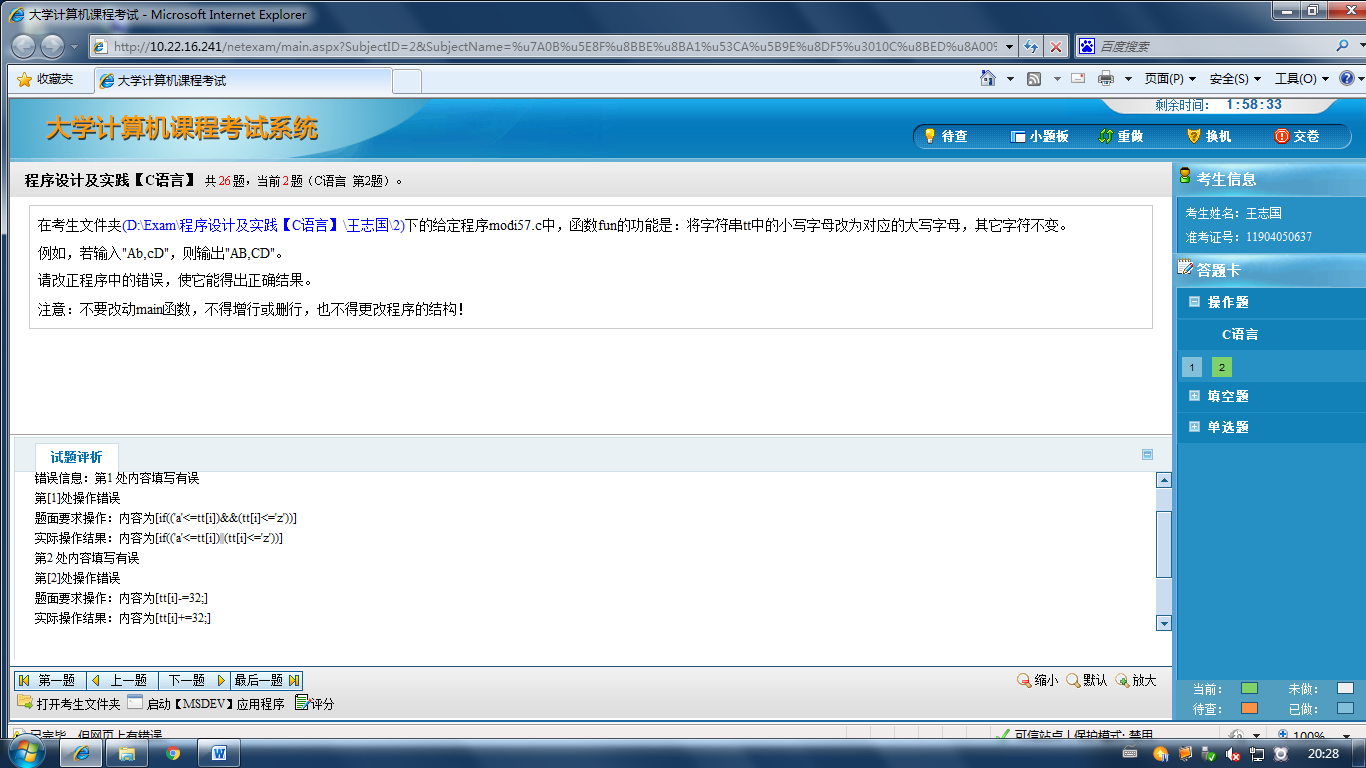 大学计算机课程考试 - Microsoft Internet Explorer
http://10.22.16.241/netexam/main.aspx?SubjectID=2&SubjectName=%u7A0B%u5E8F%u8BBE%u8BA1%u53CA%u5B9E%u8DF5%u3010C%u8BED%u8A00%
百度搜索
收藏夹
大学计算机课程考试
页面(P)
安全(S)
工具(O)
剩余时间： 1:58:33
大学计算机课程考试系统
待查
小题板
重做
换机
交卷
程序设计及实践【C语言】 共26题，当前2题（C语言 第2题）。
考生信息
在考生文件夹(D:\Exam\程序设计及实践【C语言】\王志国\2)下的给定程序modi57.c中，函数fun的功能是：将字符串tt中的小写字母改为对应的大写字母，其它字符不变。
例如，若输入"Ab,cD"，则输出"AB,CD"。
请改正程序中的错误，使它能得出正确结果。
注意：不要改动main函数，不得增行或删行，也不得更改程序的结构！
考生姓名：王志国
准考证号：11904050637
答题卡
操作题
C语言
1 2
填空题
单选题
试题评析
错误信息：第1 处内容填写有误
第[1]处操作错误
题面要求操作：内容为[if(('a'<=tt[i])&&(tt[i]<='z'))]
实际操作结果：内容为[if(('a'<=tt[i])||(tt[i]<='z'))]
第2 处内容填写有误
第[2]处操作错误
题面要求操作：内容为[tt[i]-=32;]
实际操作结果：内容为[tt[i]+=32;]
第一题
上一题
下一题
最后一题
缩小
默认
放大
打开考生文件夹
启动【MSDEV】应用程序
评分
当前：
未做：
待查：
已做：
已完毕，但网页上有错误
可信站点 | 保护模式: 禁用
100%
20:28